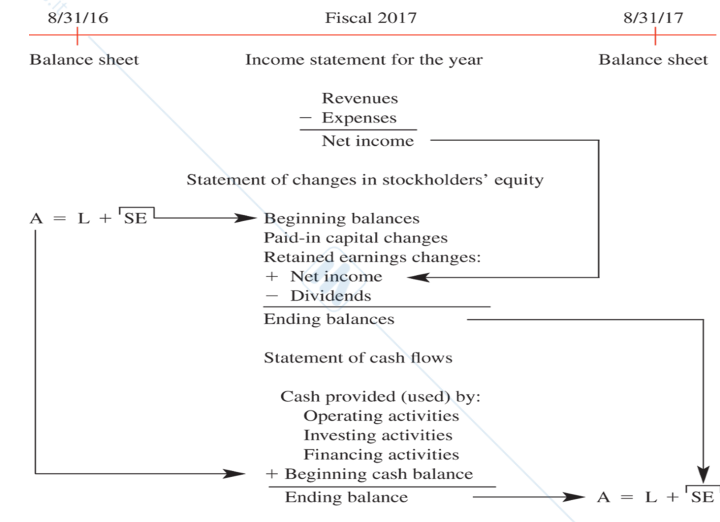 8/31/16 Fiscal 2017 8/31/17
Balance sheet Income statement for the year Balance sheet
Revenues
− Expenses
Net income
Statement of changes in stockholders' equity
A = L + SE Beginning balances
Paid-in capital changes
Retained earnings changes:
+ Net income
− Dividends
Ending balances
Statement of cash flows
Cash provided (used) by:
Operating activities
Investing activities
Financing activities
+ Beginning cash balance
Ending balance A = L + SE